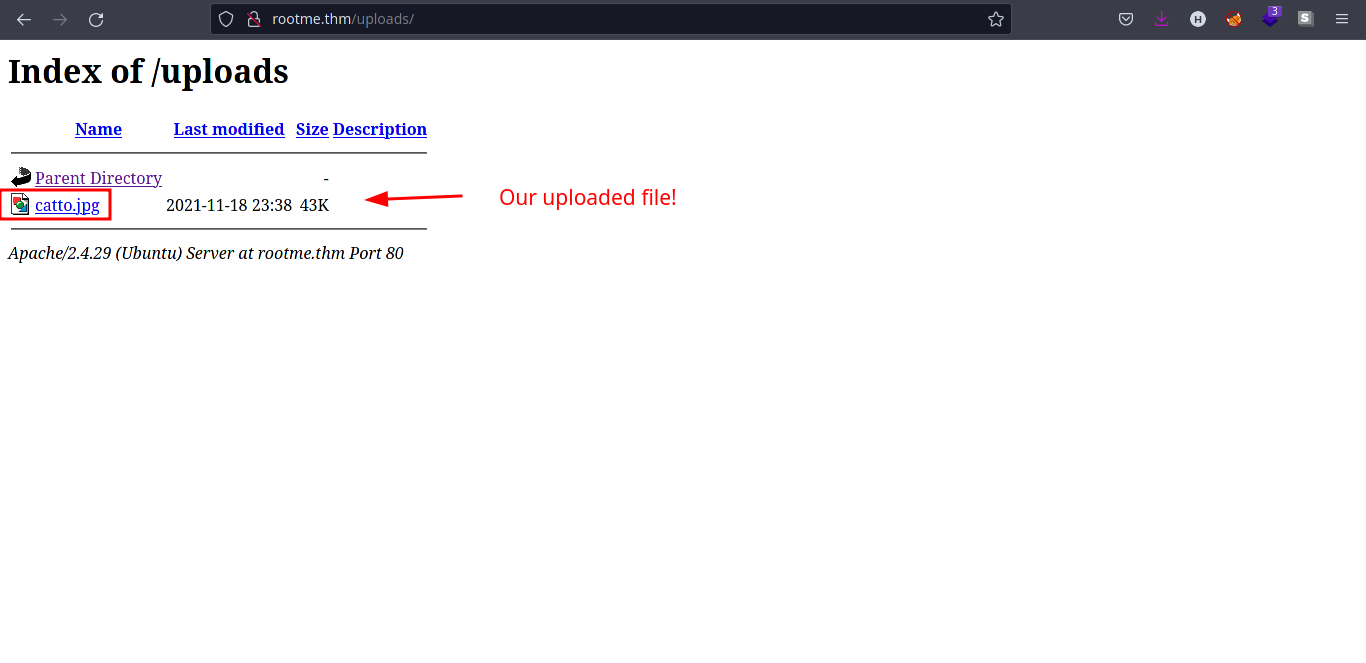 rootme.thm/uploads/
H
3
S
Index of /uploads
Name Last modified Size Description
Parent Directory -
catto.jpg 2021-11-18 23:38 43K
Our uploaded file!
Apache/2.4.29 (Ubuntu) Server at rootme.thm Port 80